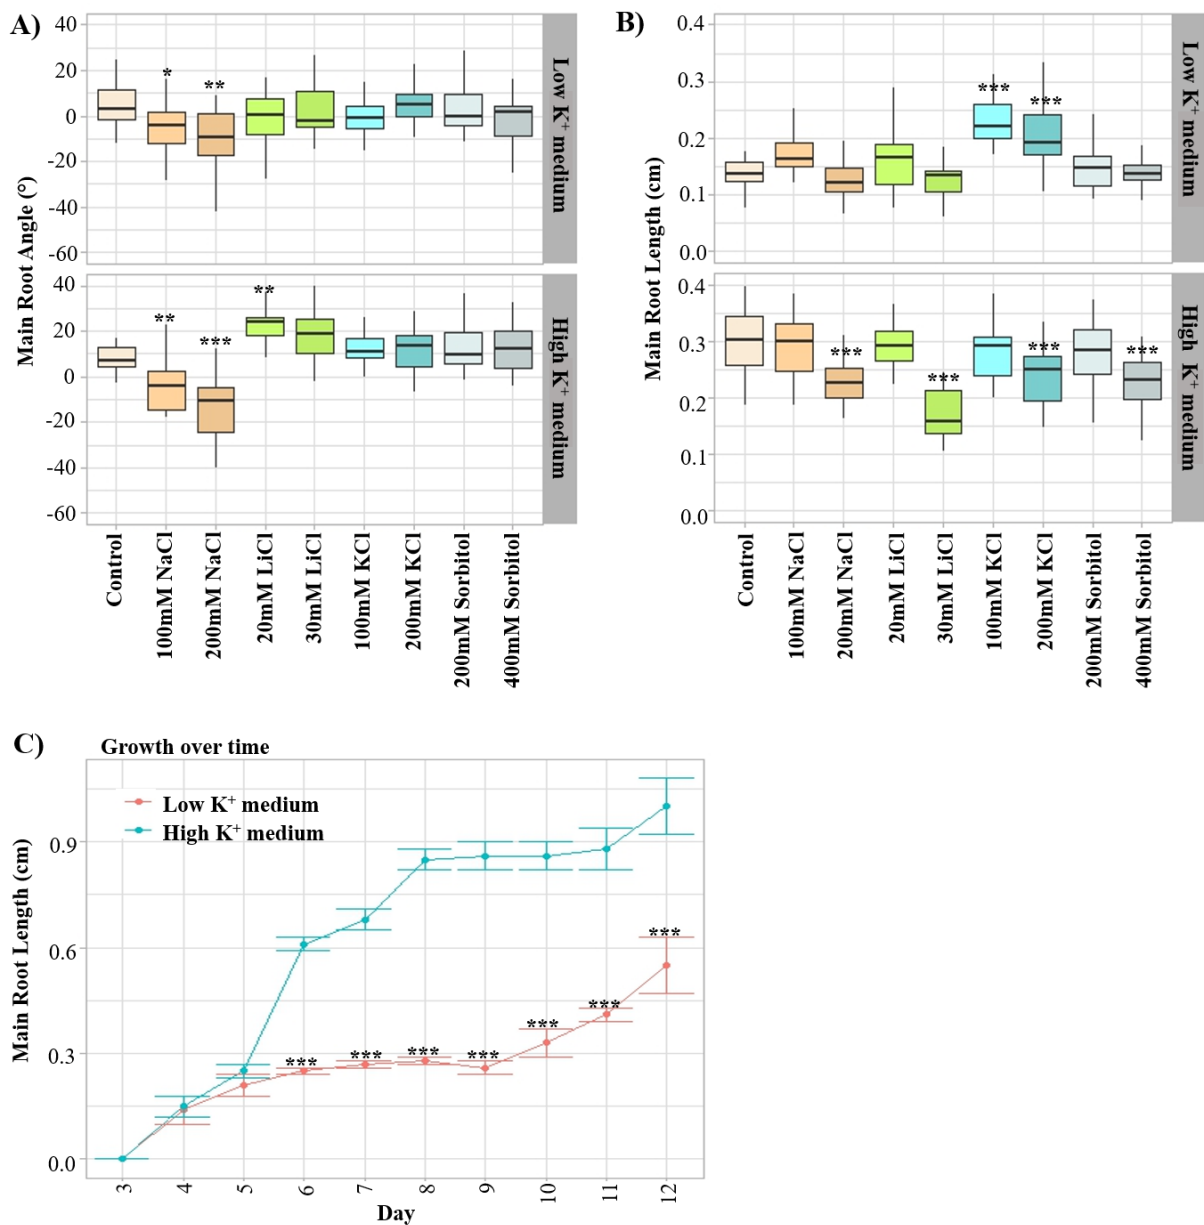 A)
Main Root Angle (°)
40
20
0
-20
-40
-60
*
**
Low K⁺ medium
40
20
0
-20
-40
-60
**
***
**
High K⁺ medium
Control
100mM NaCl
200mM NaCl
20mM LiCl
30mM LiCl
100mM KCl
200mM KCl
200mM Sorbitol
400mM Sorbitol
B)
Main Root Length (cm)
0.4
0.3
0.2
0.1
0.0
***
***
Low K⁺ medium
0.4
0.3
0.2
0.1
0.0
***
***
***
***
High K⁺ medium
Control
100mM NaCl
200mM NaCl
20mM LiCl
30mM LiCl
100mM KCl
200mM KCl
200mM Sorbitol
400mM Sorbitol
C)
Growth over time
Low K⁺ medium
High K⁺ medium
Main Root Length (cm)
0.9
0.6
0.3
0.0
***
***
***
***
***
***
***
3
4
5
6
7
8
9
10
11
12
Day